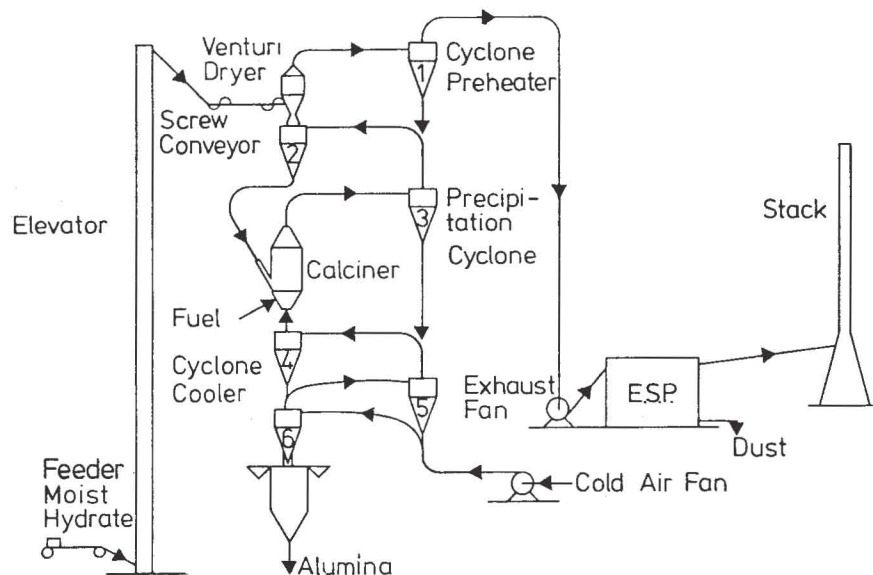 Venturi
Dryer
1
Cyclone
Preheater
Screw
Conveyor
2
Elevator
3
Precipi-
tation
Cyclone
Stack
Calciner
Fuel
4
Cyclone
Cooler
5
Exhaust
Fan
E.S.P.
Dust
6
Feeder
Moist
Hydrate
Cold Air Fan
Alumina